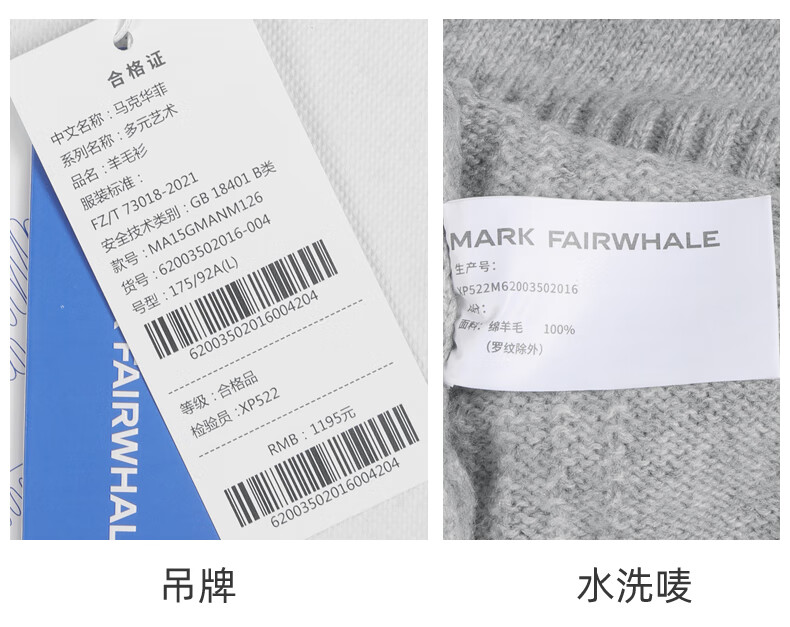 合格证
中文名称：马克华菲
系列名称：多元艺术
品名：羊毛衫
服装标准：
FZ/T 73018-2021
安全技术类别：GB 18401 B类
款号：MA15GMANM126
货号：62003502016-004
号型：175/92A(L)
62003502016004204
等级：合格品
检验员：XP522
RMB：1195元
62003502016004204
FAIRWHAL
MARK FAIRWHALE
生产号：
XP522M62003502016
面料：绵羊毛 100%
（罗纹除外）
吊牌
水洗唛